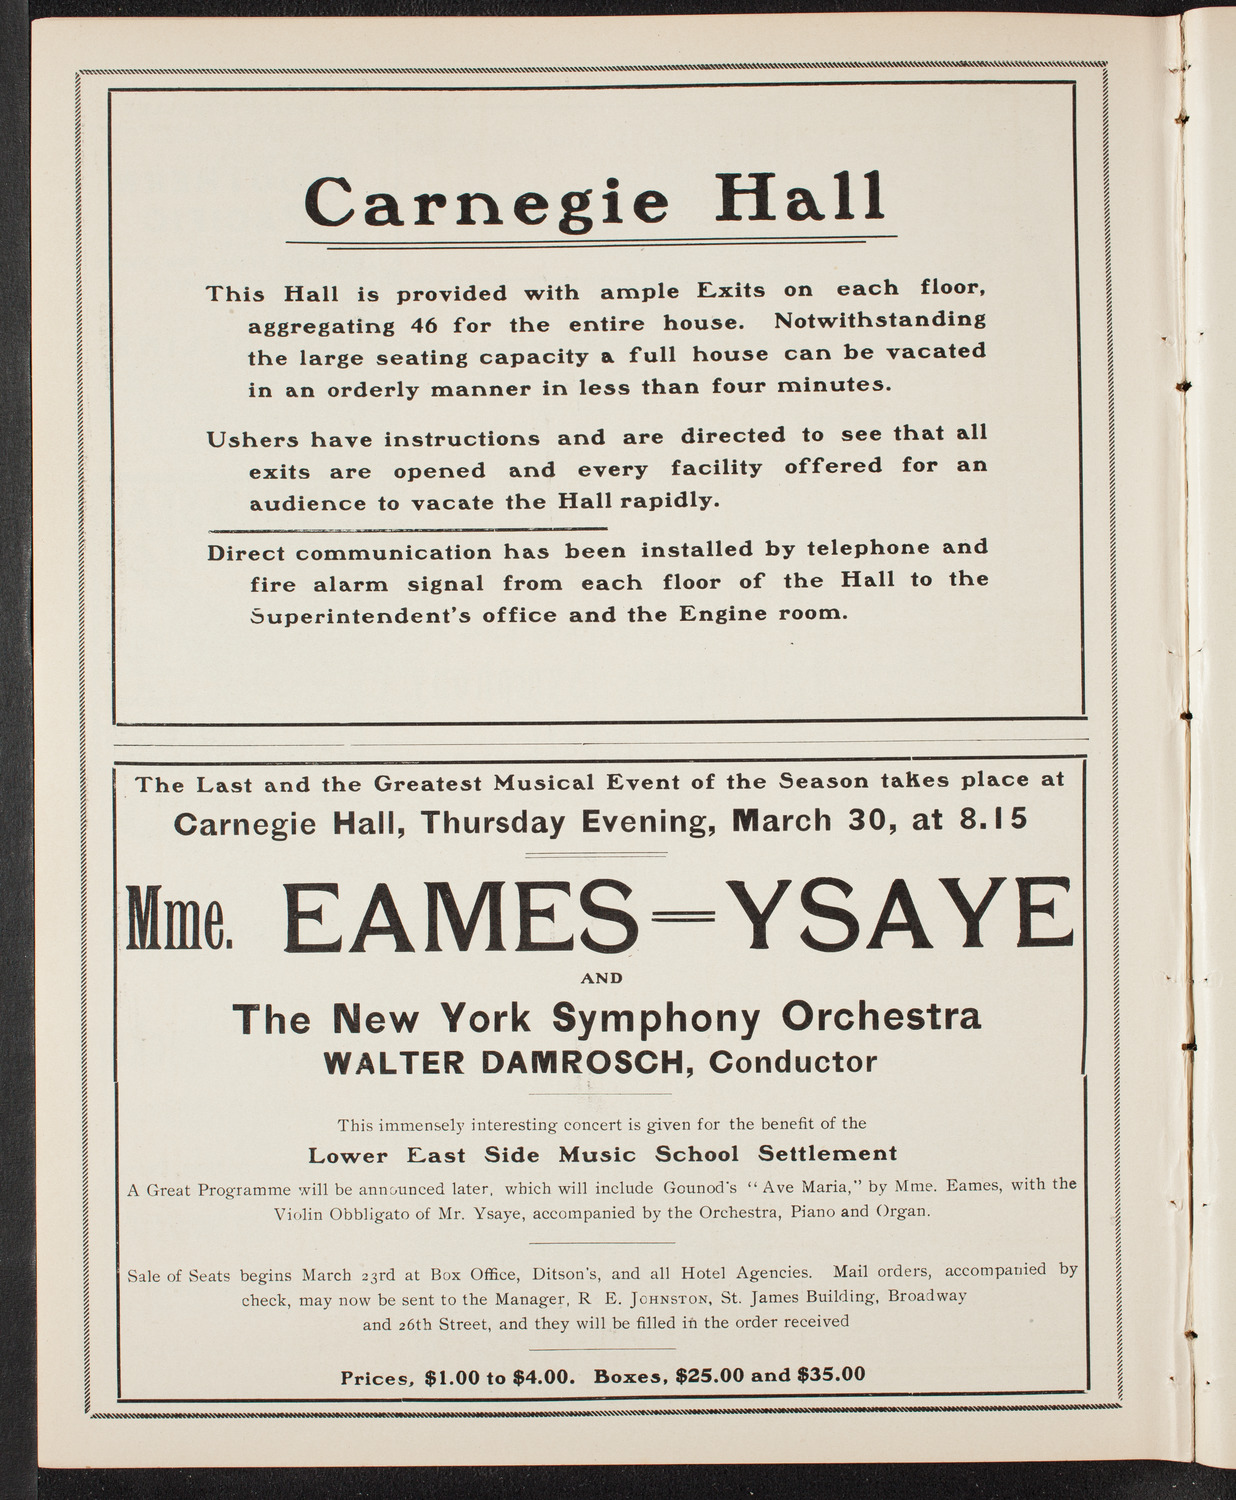 Carnegie Hall
This Hall is provided with ample Exits on each floor,
aggregating 46 for the entire house. Notwithstanding
the large seating capacity a full house can be vacated
in an orderly manner in less than four minutes.
Ushers have instructions and are directed to see that all
exits are opened and every facility offered for an
audience to vacate the Hall rapidly.
Direct communication has been installed by telephone and
fire alarm signal from each floor of the Hall to the
Superintendent's office and the Engine room.
The Last and the Greatest Musical Event of the Season takes place at
Carnegie Hall, Thursday Evening, March 30, at 8.15
Mme. EAMES=YSAYE
AND
The New York Symphony Orchestra
WALTER DAMROSCH, Conductor
This immensely interesting concert is given for the benefit of the
Lower East Side Music School Settlement
A Great Programme will be announced later, which will include Gounod's "Ave Maria," by Mme. Eames, with the
Violin Obbligato of Mr. Ysaye, accompanied by the Orchestra, Piano and Organ.
Sale of Seats begins March 23rd at Box Office, Ditson's, and all Hotel Agencies. Mail orders, accompanied by
check, may now be sent to the Manager, R E. JOHNSTON, St. James Building, Broadway
and 26th Street, and they will be filled in the order received
Prices, $1.00 to $4.00. Boxes, $25.00 and $35.00